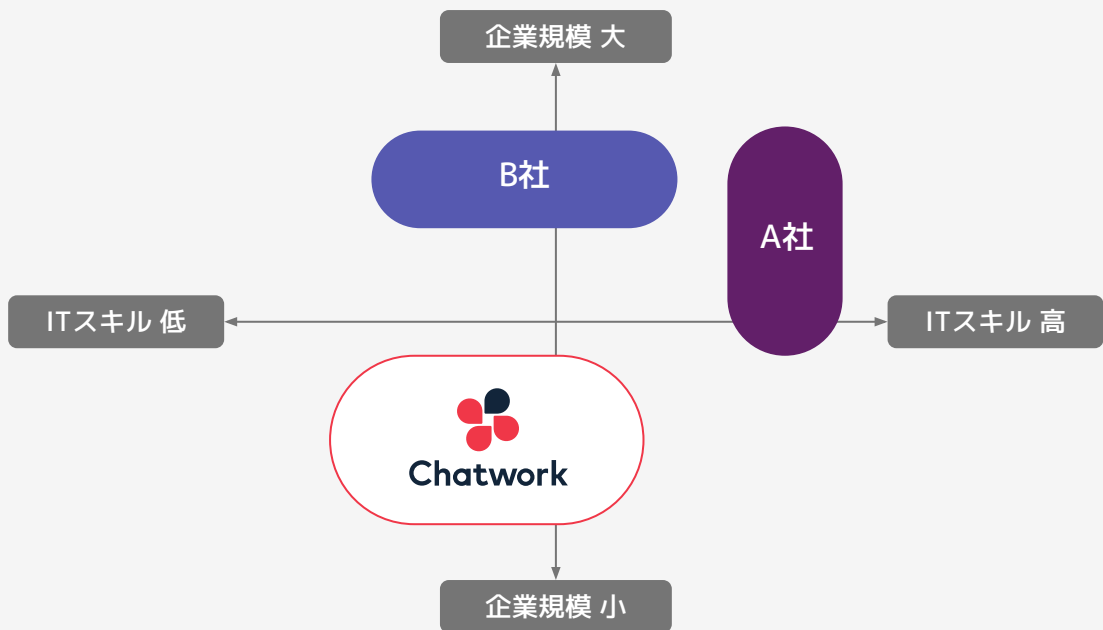 企業規模 大
B社
A社
ITスキル 低
ITスキル 高
Chatwork
企業規模 小